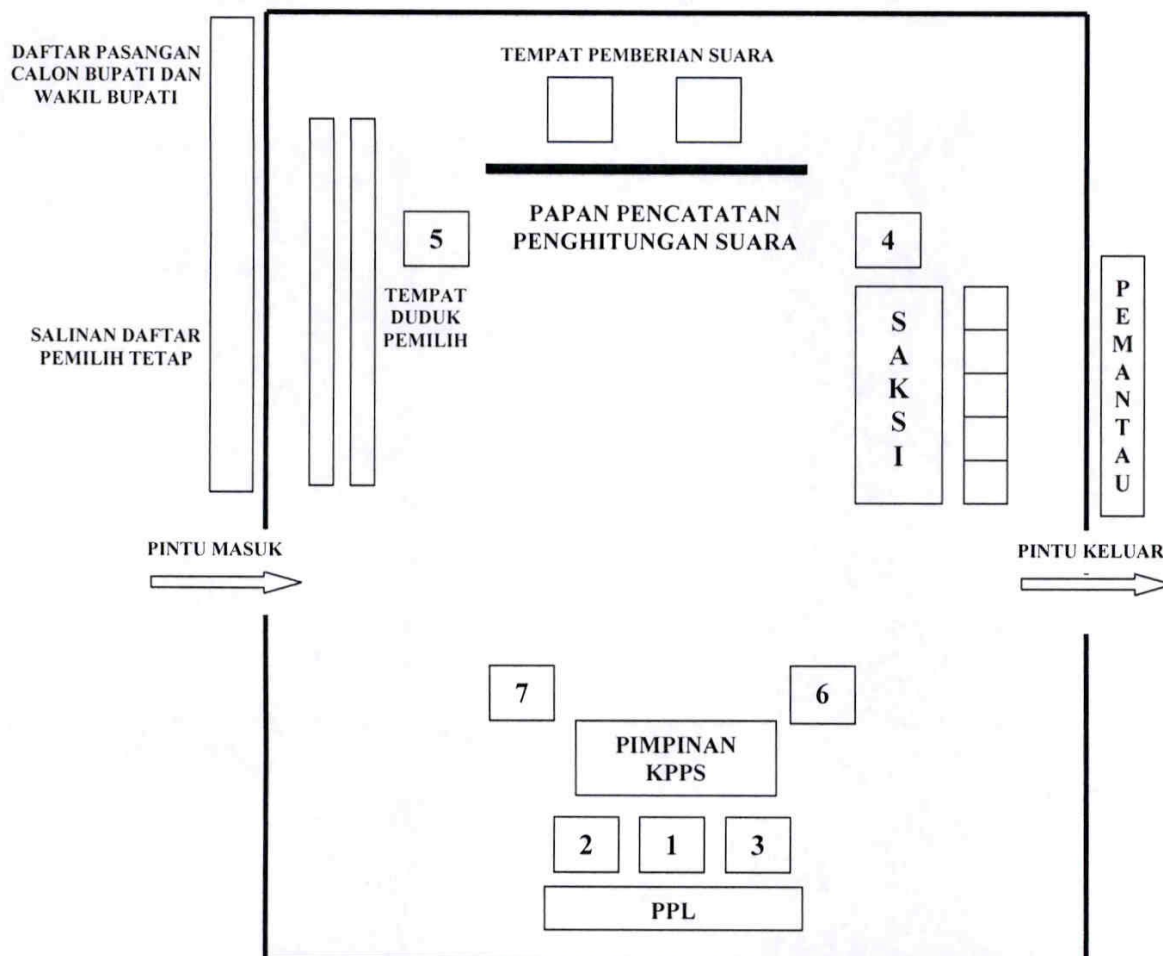 DAFTAR PASANGAN
CALON BUPATI DAN
WAKIL BUPATI
TEMPAT PEMBERIAN SUARA
PAPAN PENCATATAN
PENGHITUNGAN SUARA
5
4
TEMPAT
DUDUK
PEMILIH
SALINAN DAFTAR
PEMILIH TETAP
S
A
K
S
I
P
E
M
A
N
T
A
U
PINTU MASUK
PINTU KELUAR
7
6
PIMPINAN
KPPS
2
1
3
PPL